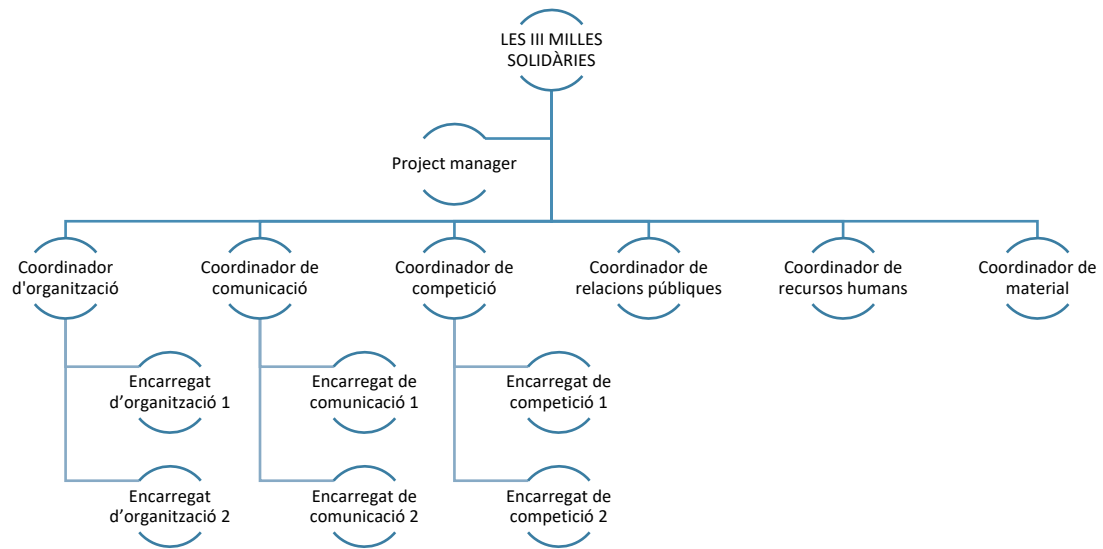 LES III MILLES
SOLIDÀRIES
Project manager
Coordinador
d'organització
Coordinador de
comunicació
Coordinador de
competició
Coordinador de
relacions públiques
Coordinador de
recursos humans
Coordinador de
material
Encarregat
d’organització 1
Encarregat de
comunicació 1
Encarregat de
competició 1
Encarregat
d’organització 2
Encarregat de
comunicació 2
Encarregat de
competició 2